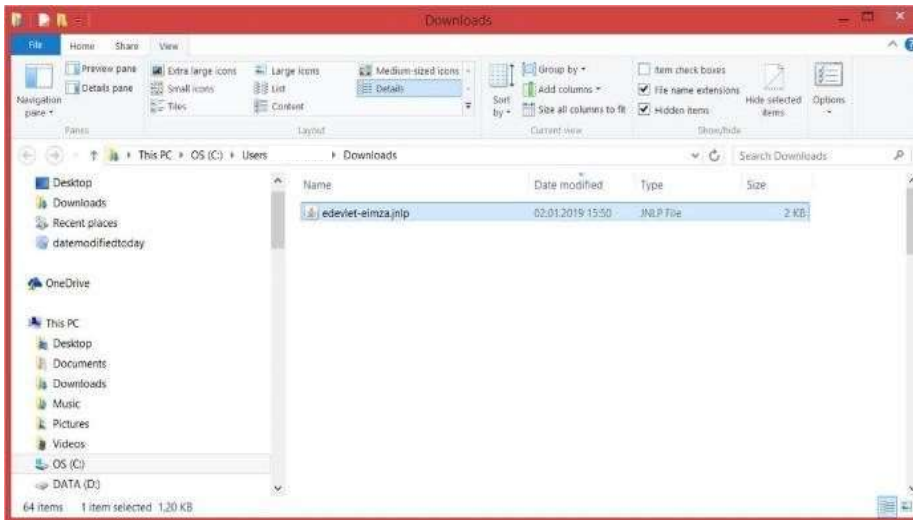 Downloads
File Home Share View
Navigation pane
Preview pane
Details pane
Panes
Extra large icons Large icons Medium-sized icons
Small icons List Details
Tiles Content
Layout
Sort by
Group by
Add columns
Size all columns to fit
Current view
Item check boxes
File name extensions
Hidden items
Hide selected items
Show/hide
Options
This PC OS (C:) Users Downloads
Search Downloads
Desktop
Downloads
Recent places
datemodifiedtoday
OneDrive
This PC
Desktop
Documents
Downloads
Music
Pictures
Videos
OS (C:)
DATA (D:)
Name Date modified Type Size
edevlet-eimza.jnlp 02.01.2019 15:50 JNLP File 2 KB
64 items 1 item selected 1,20 KB